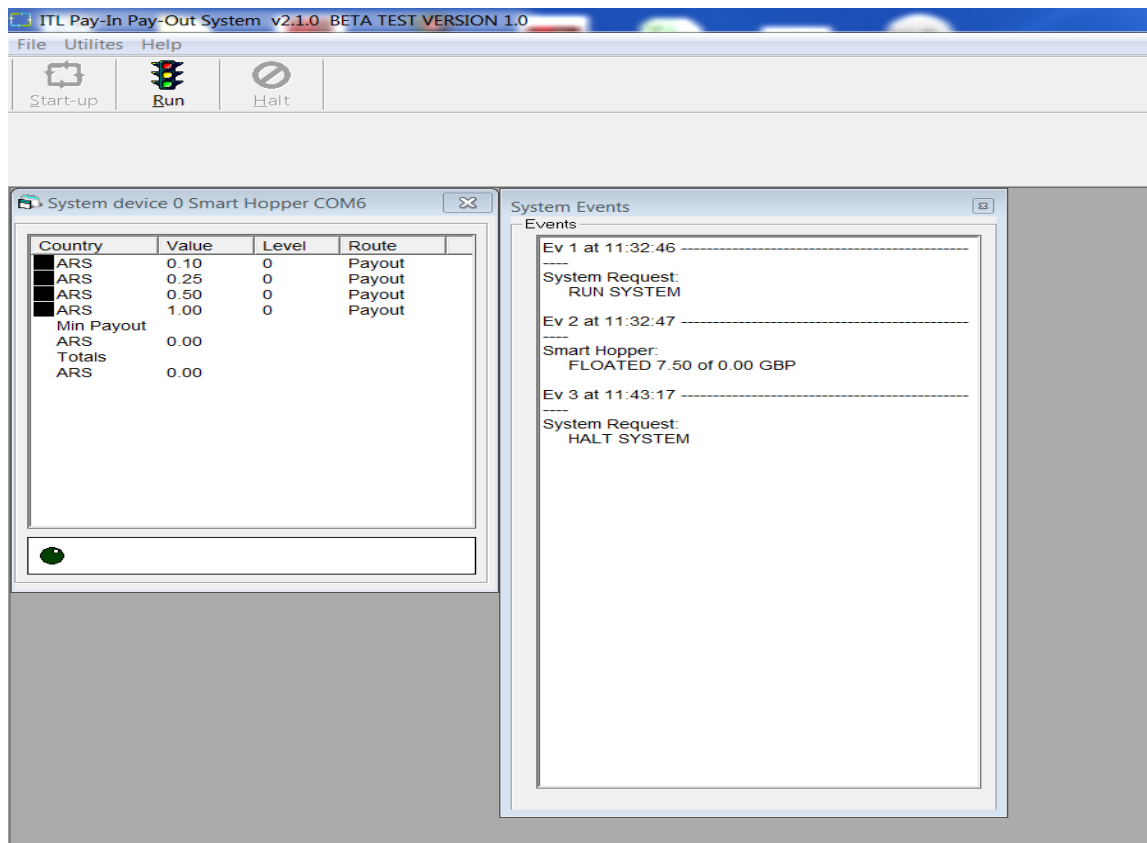 ITL Pay-In Pay-Out System v2.1.0 BETA TEST VERSION 1.0
File Utilites Help
Start-up Run Halt
System device 0 Smart Hopper COM6
Country Value Level Route
ARS 0.10 0 Payout
ARS 0.25 0 Payout
ARS 0.50 0 Payout
ARS 1.00 0 Payout
Min Payout
ARS 0.00
Totals
ARS 0.00
System Events
Events
Ev 1 at 11:32:46 ---------------------------------------------
----
System Request:
RUN SYSTEM
Ev 2 at 11:32:47 ---------------------------------------------
----
Smart Hopper:
FLOATED 7.50 of 0.00 GBP
Ev 3 at 11:43:17 ---------------------------------------------
----
System Request:
HALT SYSTEM